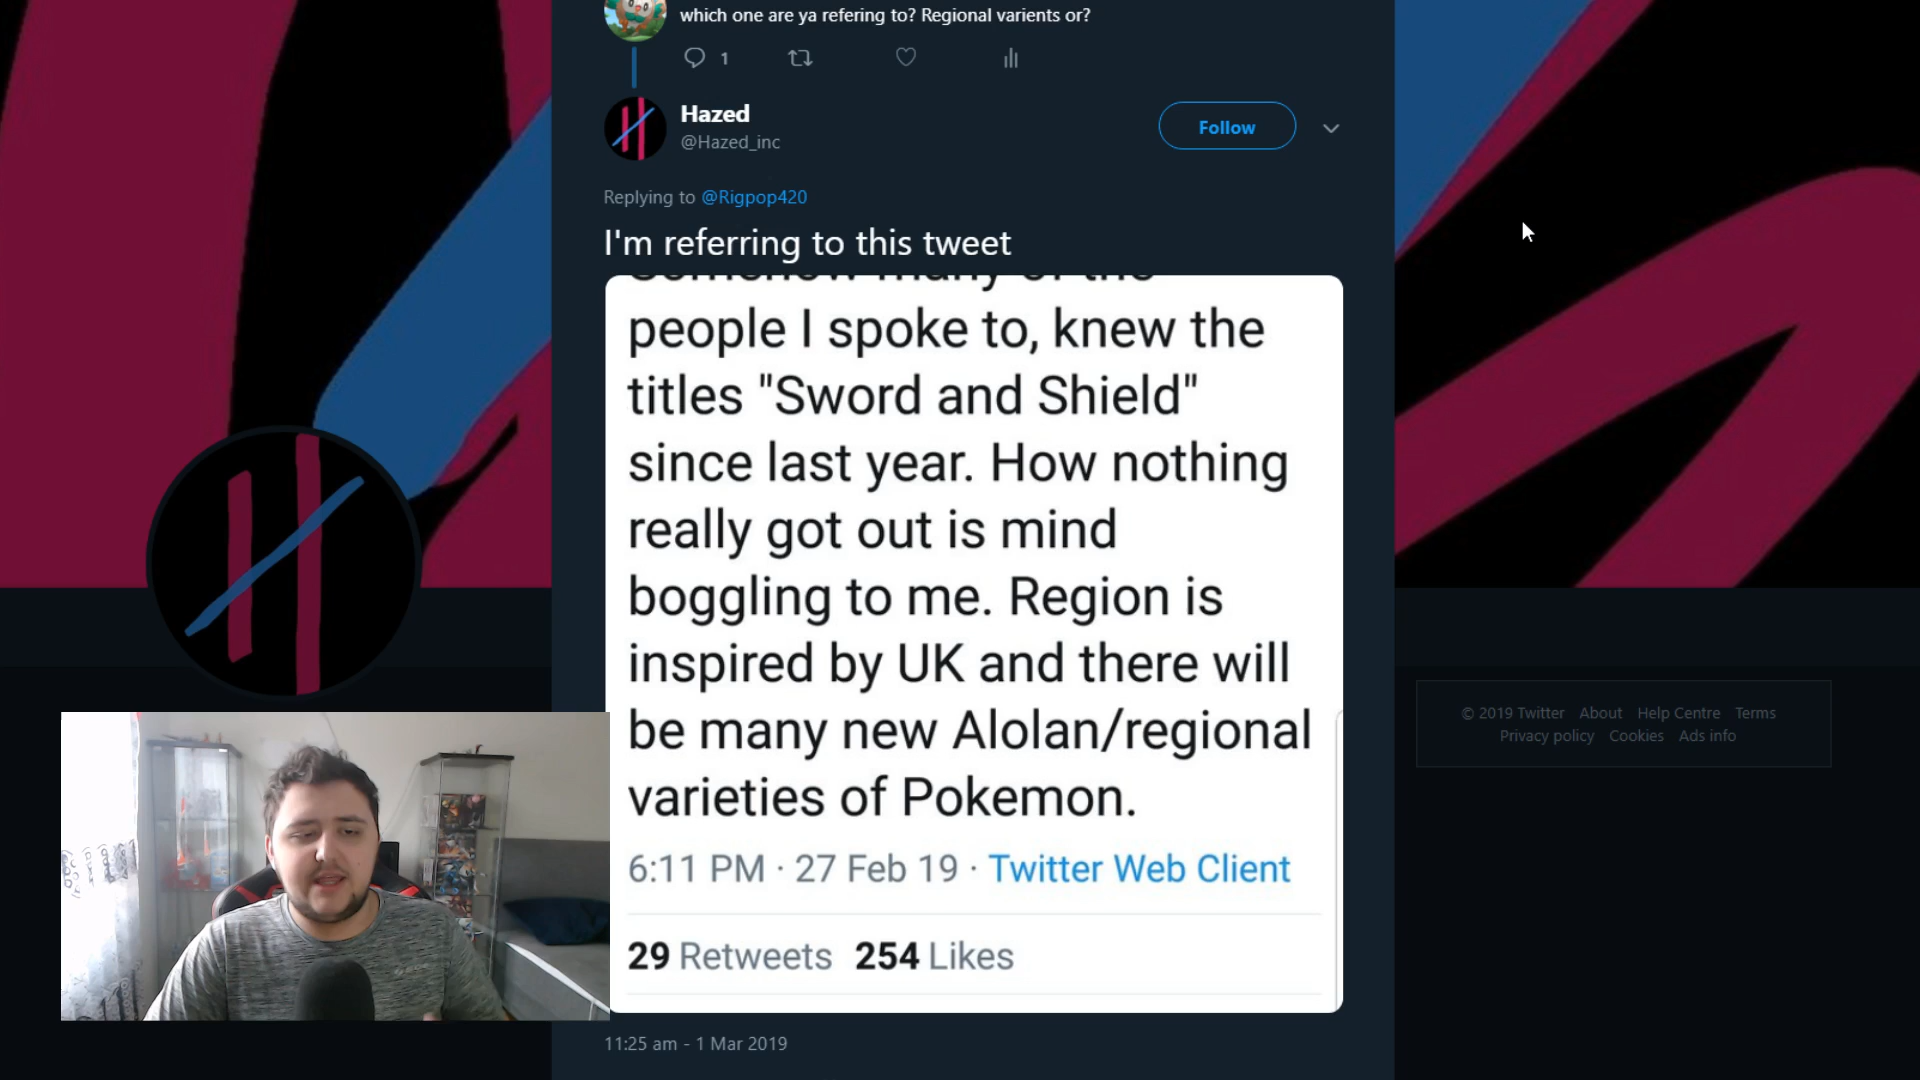 which one are ya refering to? Regional varients or?
1
Hazed
@Hazed_inc
Follow
Replying to @Rigpop420
I'm referring to this tweet
Somehow many of the
people I spoke to, knew the
titles "Sword and Shield"
since last year. How nothing
really got out is mind
boggling to me. Region is
inspired by UK and there will
be many new Alolan/regional
varieties of Pokemon.
6:11 PM · 27 Feb 19 · Twitter Web Client
29 Retweets 254 Likes
11:25 am - 1 Mar 2019
© 2019 Twitter About Help Centre Terms
Privacy policy Cookies Ads info